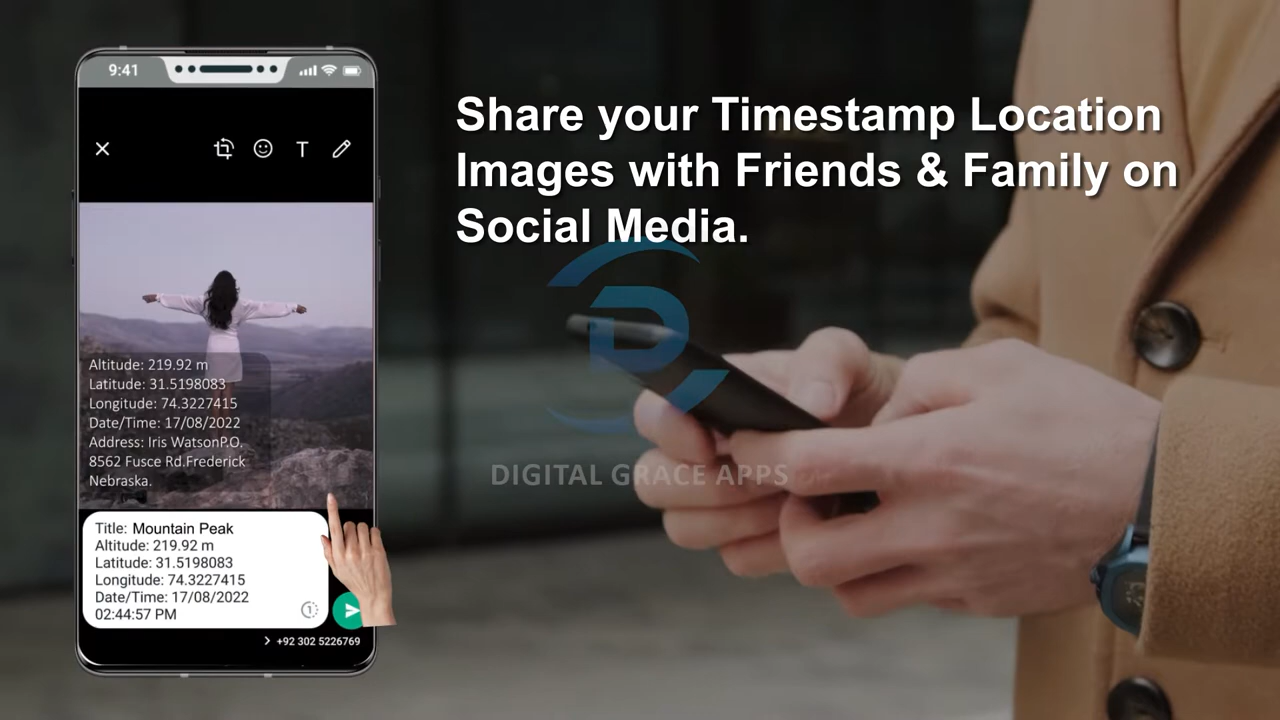 9:41
Share your Timestamp Location
Images with Friends & Family on
Social Media.
T
Altitude: 219.92 m
Latitude: 31.5198083
Longitude: 74.3227415
Date/Time: 17/08/2022
Address: Iris WatsonP.O.
8562 Fusce Rd.Frederick
Nebraska.
D
DIGITAL GRACE APPS
Title: Mountain Peak
Altitude: 219.92 m
Latitude: 31.5198083
Longitude: 74.3227415
Date/Time: 17/08/2022
02:44:57 PM
1
> +92 302 5226769